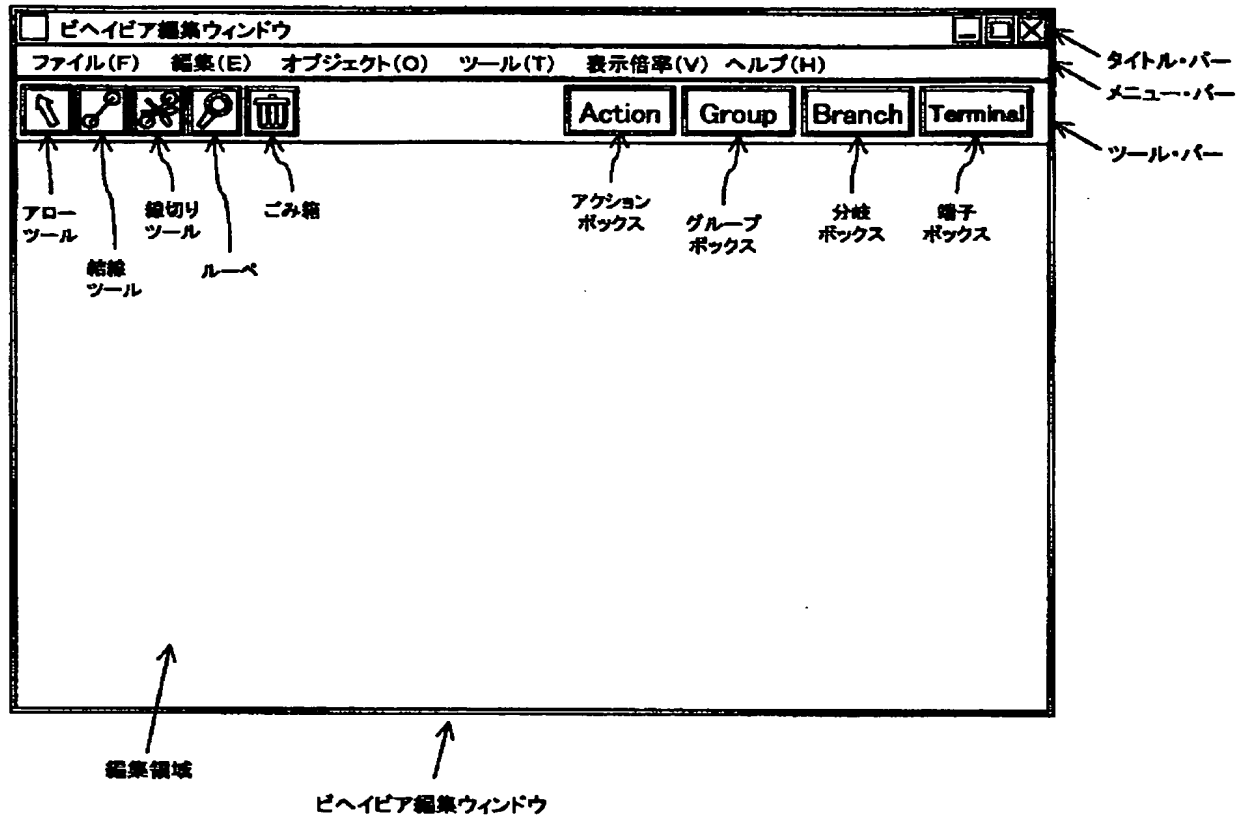 ビヘイビア編集ウィンドウ
ファイル(F) 編集(E) オブジェクト(O) ツール(T) 表示倍率(V) ヘルプ(H)
タイトル・バー
メニュー・バー
Action Group Branch Terminal
ツール・バー
アロー
ツール
結線
ツール
線切り
ツール
ルーペ
ごみ箱
アクション
ボックス
グループ
ボックス
分岐
ボックス
端子
ボックス
編集領域
ビヘイビア編集ウィンドウ